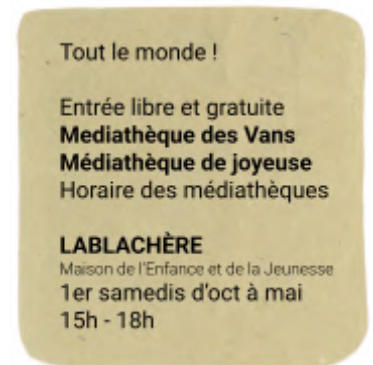 Tout le monde !
Entrée libre et gratuite
Mediathèque des Vans
Médiathèque de joyeuse
Horaire des médiathèques
LABLACHÈRE
Maison de l'Enfance et de la Jeunesse
1er samedis d'oct à mai
15h - 18h